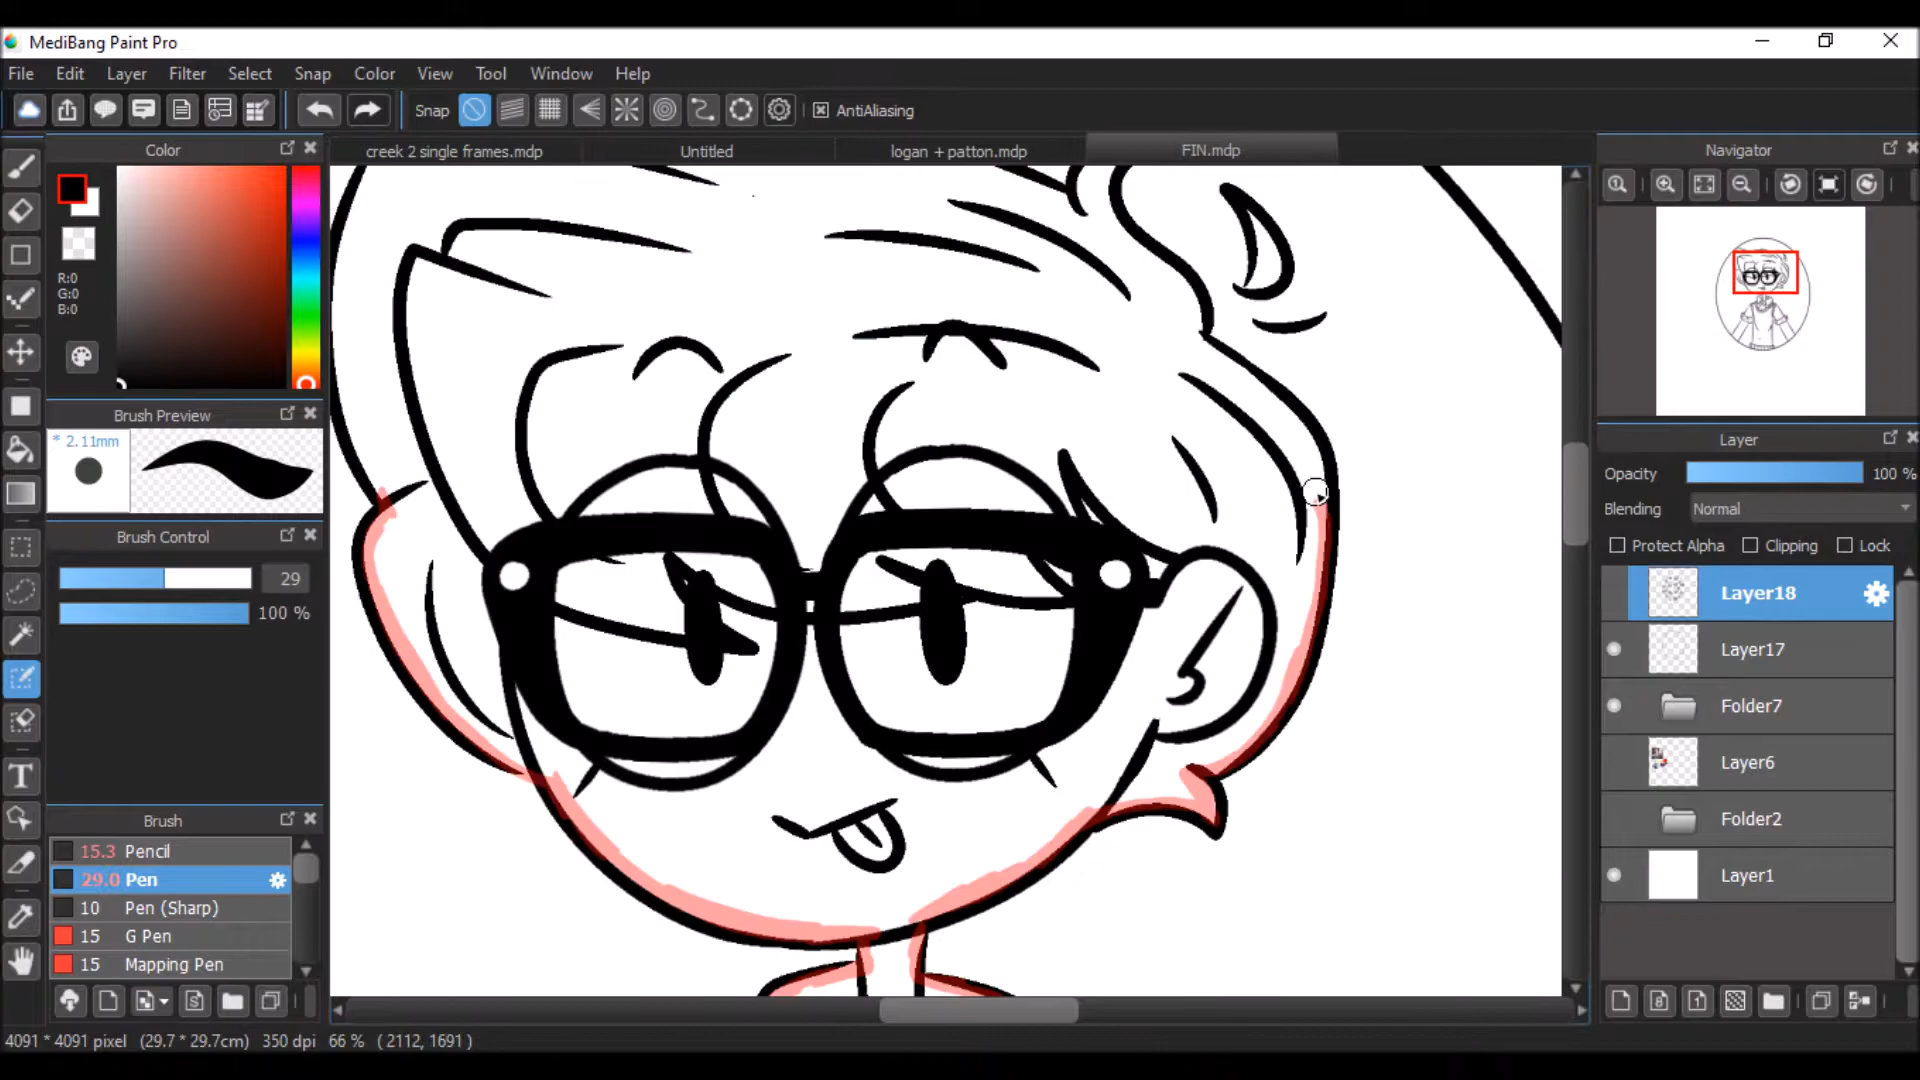 MediBang Paint Pro
File Edit Layer Filter Select Snap Color View Tool Window Help
Snap AntiAliasing
Color
creek 2 single frames.mdp Untitled logan + patton.mdp FIN.mdp
Navigator
R:0
G:0
B:0
Brush Preview
* 2.11mm
Brush Control
29
100 %
Brush
15.3 Pencil
29.0 Pen
10 Pen (Sharp)
15 G Pen
15 Mapping Pen
Layer
Opacity 100 %
Blending Normal
Protect Alpha Clipping Lock
Layer18
Layer17
Folder7
Layer6
Folder2
Layer1
4091 * 4091 pixel (29.7 * 29.7cm) 350 dpi 66 % ( 2112, 1691 )